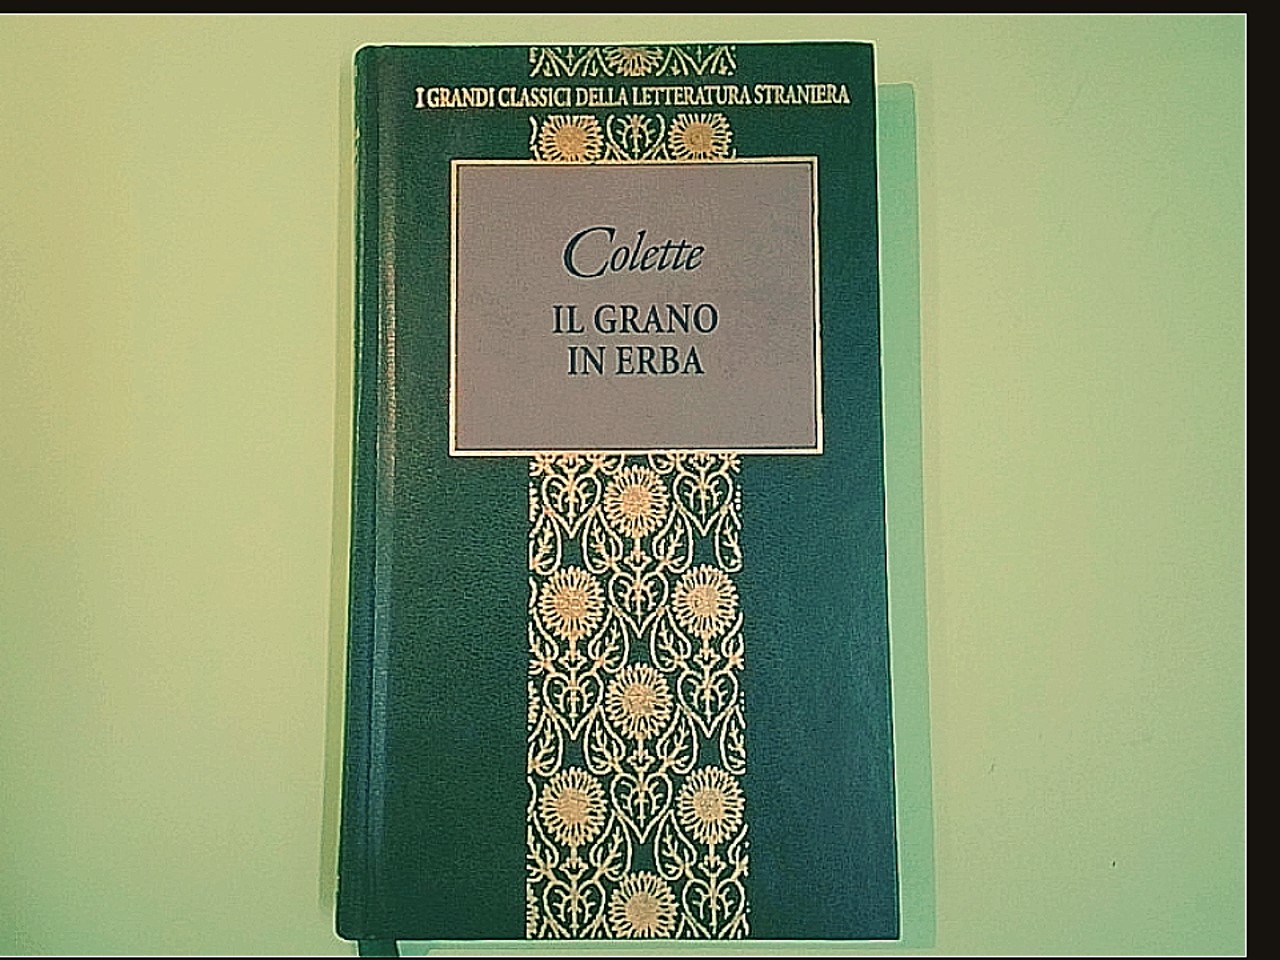 I GRANDI CLASSICI DELLA LETTERATURA STRANIERA
Colette
IL GRANO
IN ERBA